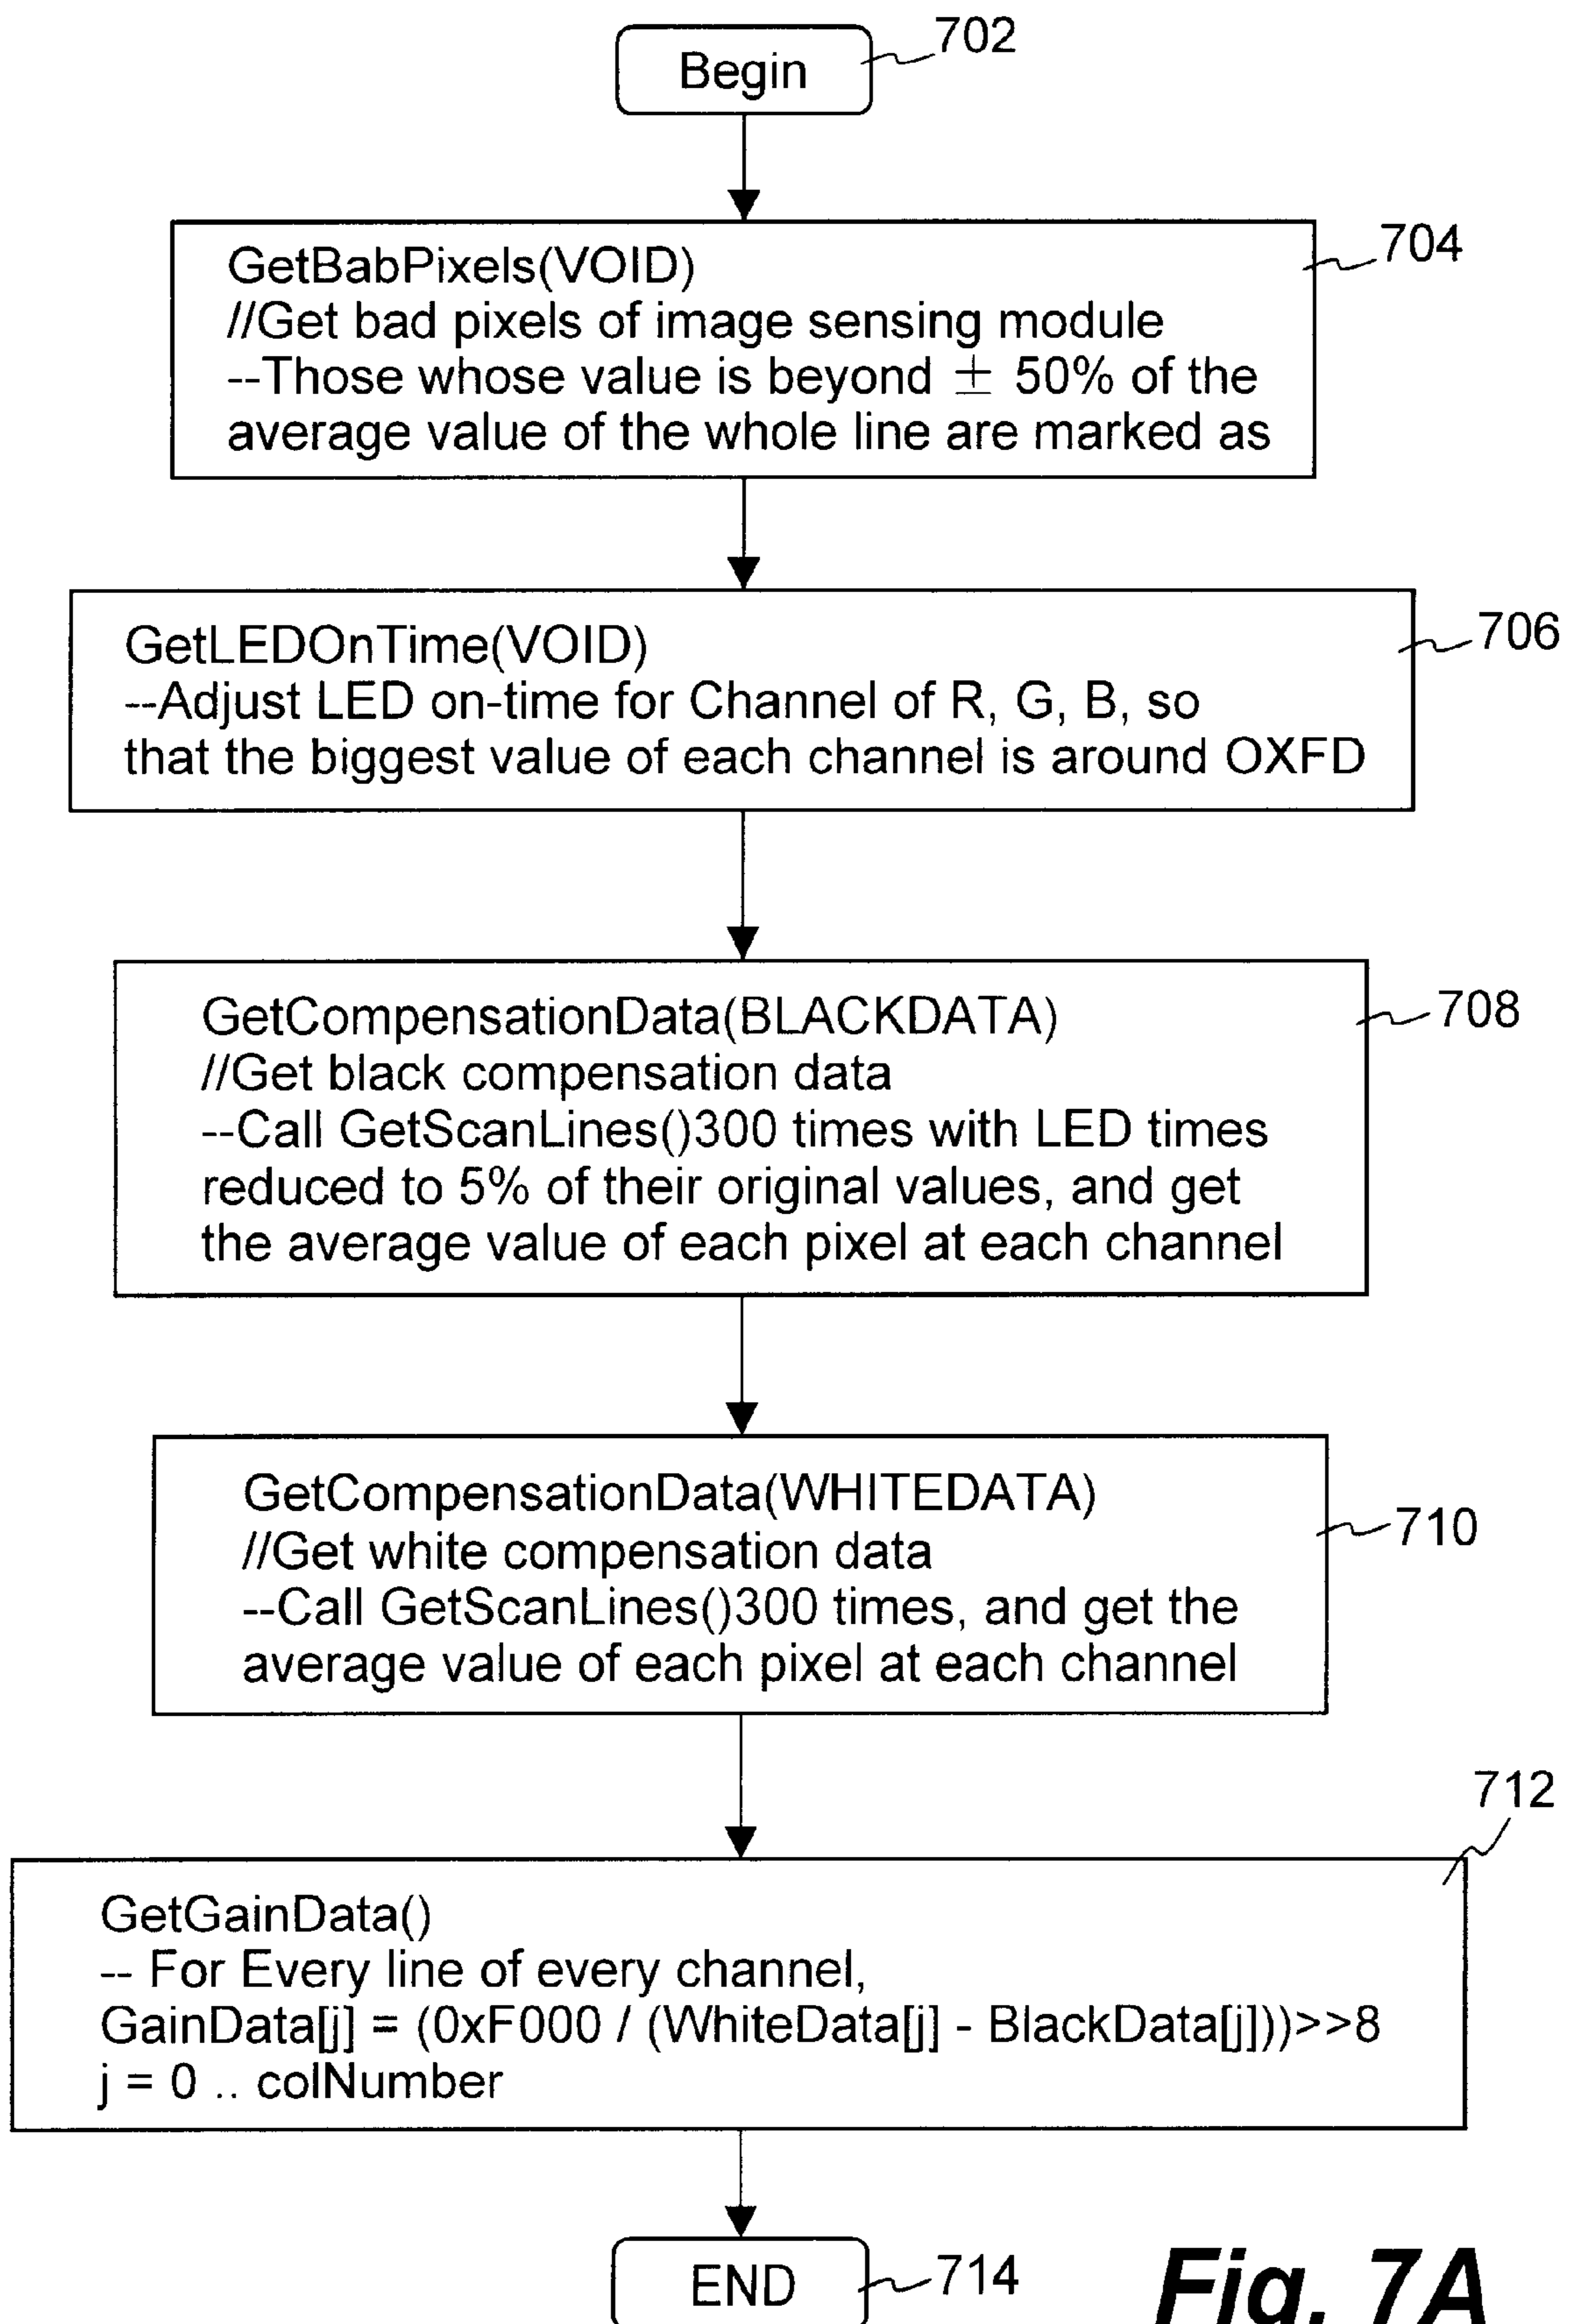 Begin
702
GetBabPixels(VOID)
//Get bad pixels of image sensing module
--Those whose value is beyond ± 50% of the
average value of the whole line are marked as
704
GetLEDOnTime(VOID)
--Adjust LED on-time for Channel of R, G, B, so
that the biggest value of each channel is around OXFD
706
GetCompensationData(BLACKDATA)
//Get black compensation data
--Call GetScanLines()300 times with LED times
reduced to 5% of their original values, and get
the average value of each pixel at each channel
708
GetCompensationData(WHITEDATA)
//Get white compensation data
--Call GetScanLines()300 times, and get the
average value of each pixel at each channel
710
712
GetGainData()
-- For Every line of every channel,
GainData[j] = (0xF000 / (WhiteData[j] - BlackData[j]))>>8
j = 0 .. colNumber
END
714
Fig. 7A